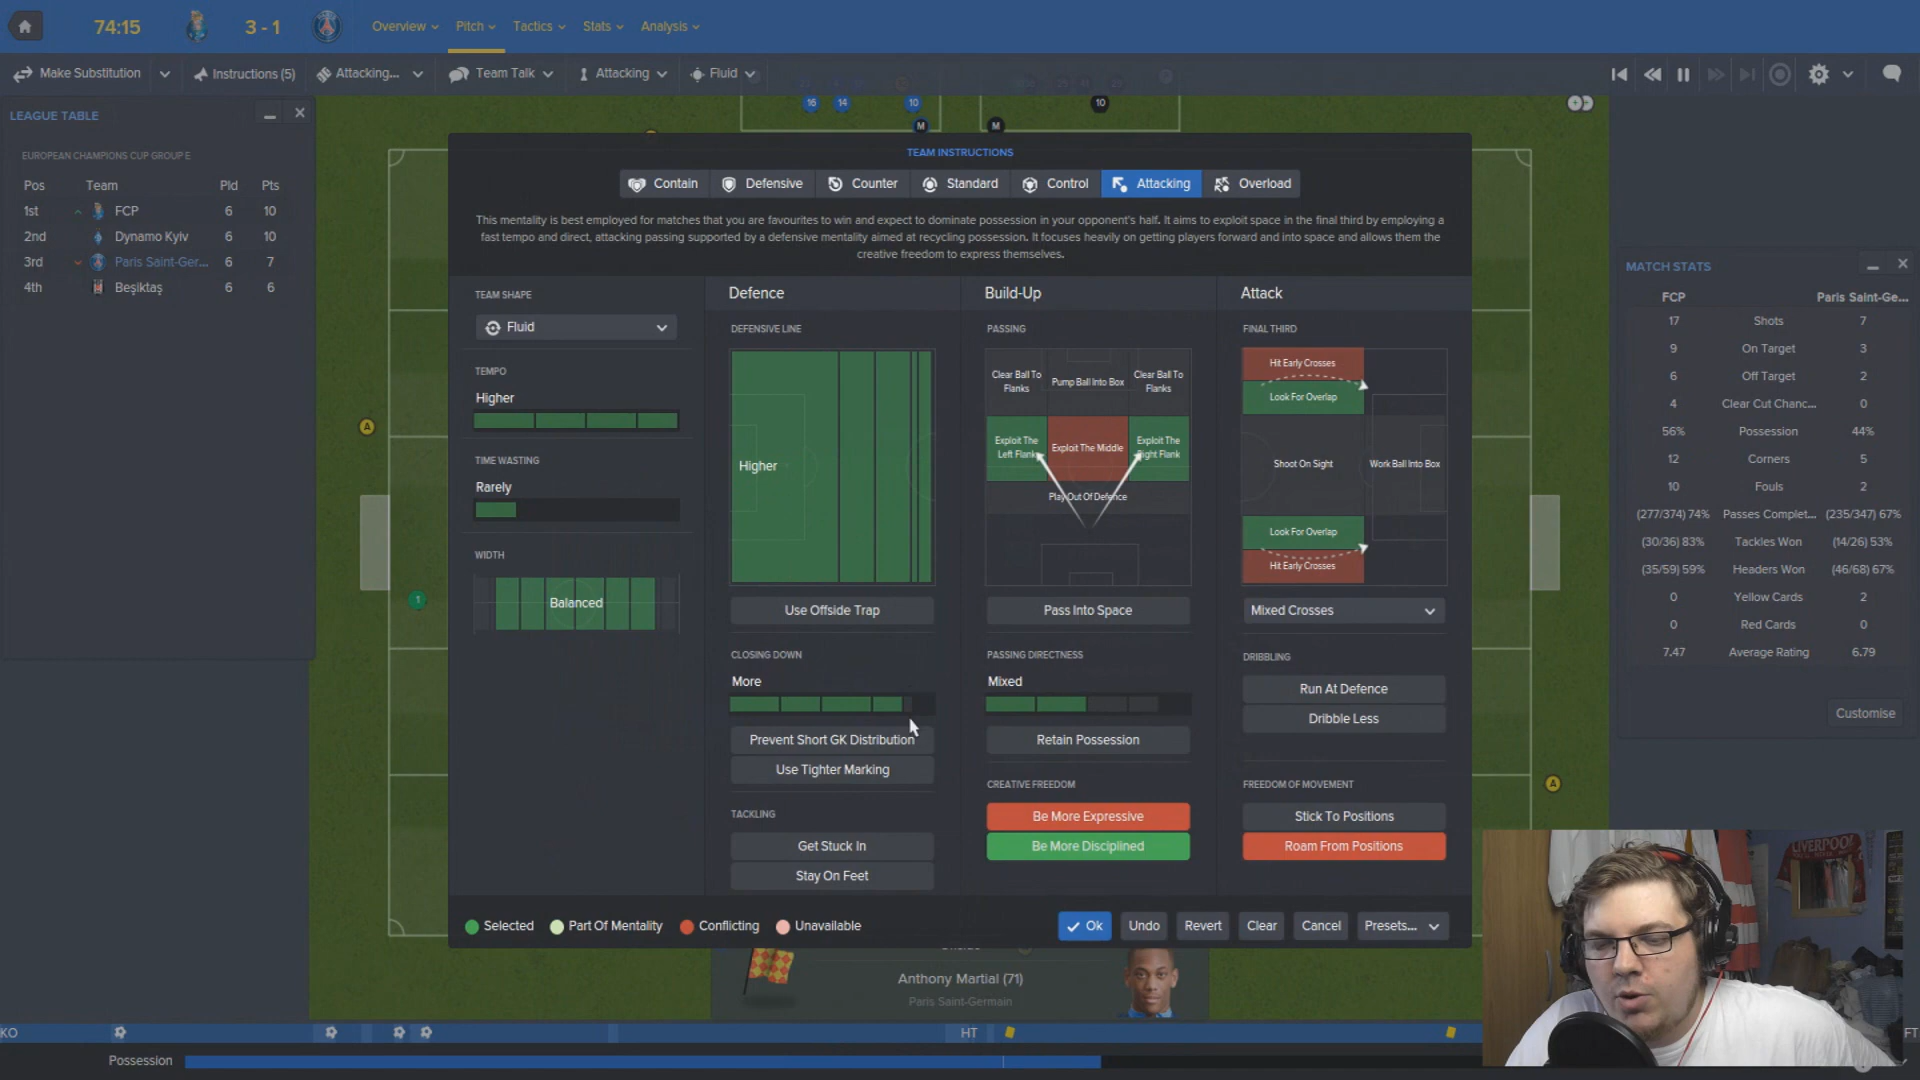 74:15
3 - 1
Overview
Pitch
Tactics
Stats
Analysis
Make Substitution
Instructions (5)
Attacking...
Team Talk
Attacking
Fluid
LEAGUE TABLE
EUROPEAN CHAMPIONS CUP GROUP E
Pos Team Pld Pts
1st FCP 6 10
2nd Dynamo Kyiv 6 10
3rd Paris Saint-Ger... 6 7
4th Beşiktaş 6 6
16 14 10
10
M
M
TEAM INSTRUCTIONS
Contain
Defensive
Counter
Standard
Control
Attacking
Overload
This mentality is best employed for matches that you are favourites to win and expect to dominate possession in your opponent's half. It aims to exploit space in the final third by employing a
fast tempo and direct, attacking passing supported by a defensive mentality aimed at recycling possession. It focuses heavily on getting players forward and into space and allows them the
creative freedom to express themselves.
TEAM SHAPE
Fluid
TEMPO
Higher
TIME WASTING
Rarely
WIDTH
Balanced
Defence
DEFENSIVE LINE
Higher
Use Offside Trap
CLOSING DOWN
More
Prevent Short GK Distribution
Use Tighter Marking
TACKLING
Get Stuck In
Stay On Feet
Build-Up
PASSING
Clear Ball To
Flanks
Pump Ball Into Box
Clear Ball To
Flanks
Exploit The
Left Flank
Exploit The Middle
Exploit The
Right Flank
Play Out Of Defence
Pass Into Space
PASSING DIRECTNESS
Mixed
Retain Possession
CREATIVE FREEDOM
Be More Expressive
Be More Disciplined
Attack
FINAL THIRD
Hit Early Crosses
Look For Overlap
Shoot On Sight
Work Ball Into Box
Look For Overlap
Hit Early Crosses
Mixed Crosses
DRIBBLING
Run At Defence
Dribble Less
FREEDOM OF MOVEMENT
Stick To Positions
Roam From Positions
Selected
Part Of Mentality
Conflicting
Unavailable
Ok
Undo
Revert
Clear
Cancel
Presets...
MATCH STATS
FCP Paris Saint-Ge...
17 Shots 7
9 On Target 3
6 Off Target 2
4 Clear Cut Chanc... 0
56% Possession 44%
12 Corners 5
10 Fouls 2
(277/374) 74% Passes Complet... (235/347) 67%
(30/36) 83% Tackles Won (14/26) 53%
(35/59) 59% Headers Won (46/68) 67%
0 Yellow Cards 2
0 Red Cards 0
7.47 Average Rating 6.79
Customise
A
1
A
Anthony Martial (71)
Paris Saint-Germain
KO
HT
FT
Possession
LIVERPOOL